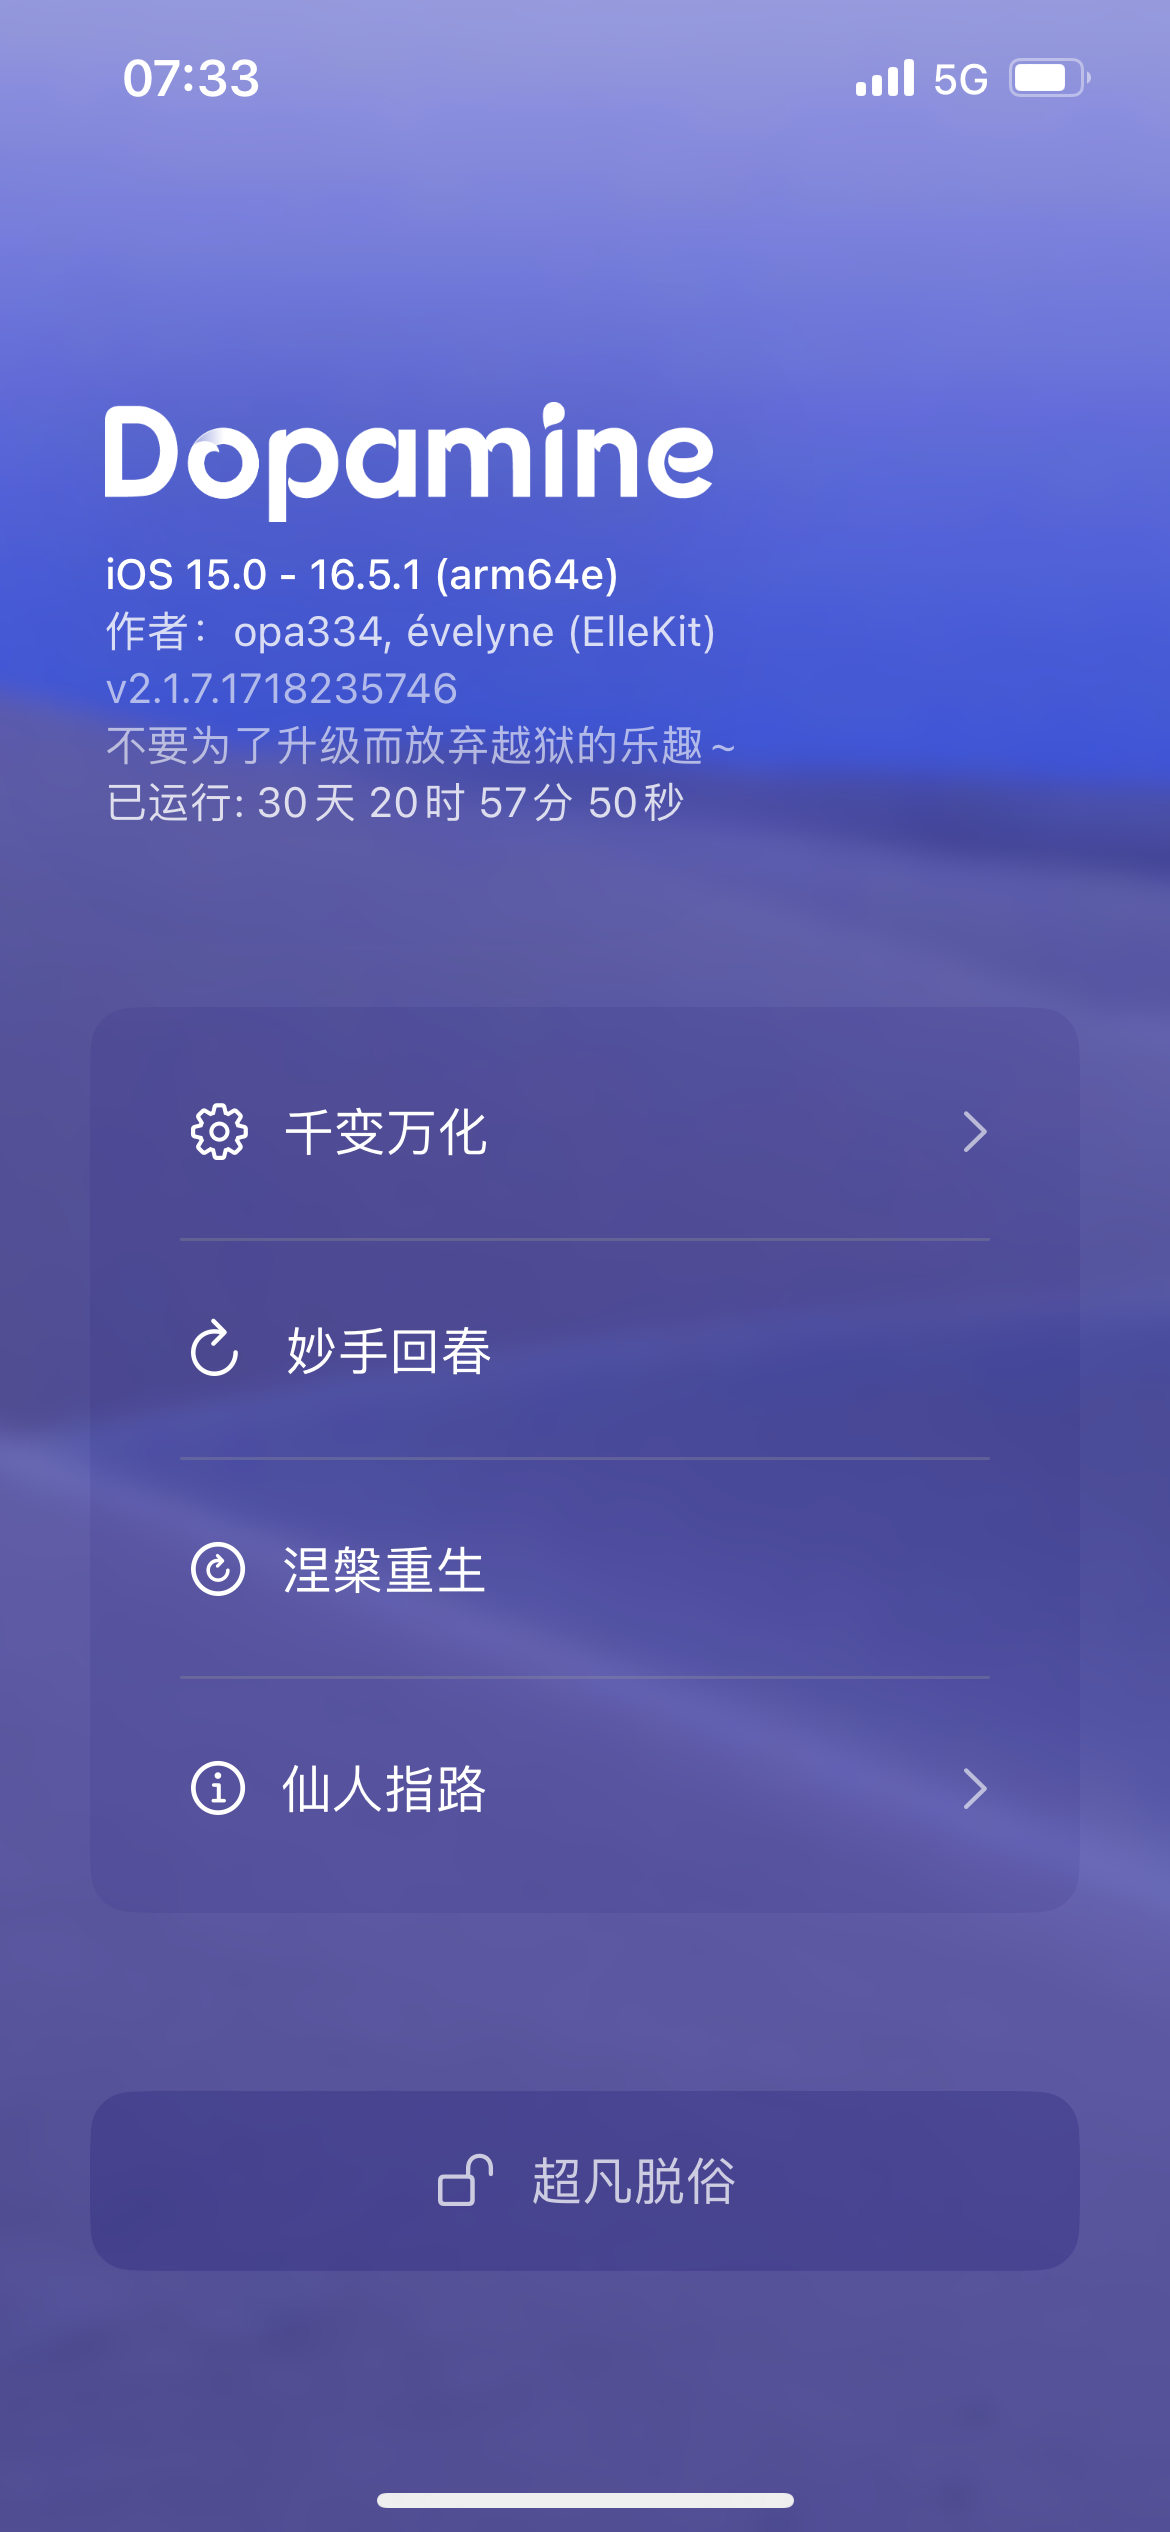 07:33
5G
Dopamine
iOS 15.0 - 16.5.1 (arm64e)
作者：opa334, évelyne (ElleKit)
v2.1.7.1718235746
不要为了升级而放弃越狱的乐趣~
已运行: 30天 20时 57分 50秒
千变万化
妙手回春
涅槃重生
仙人指路
超凡脱俗